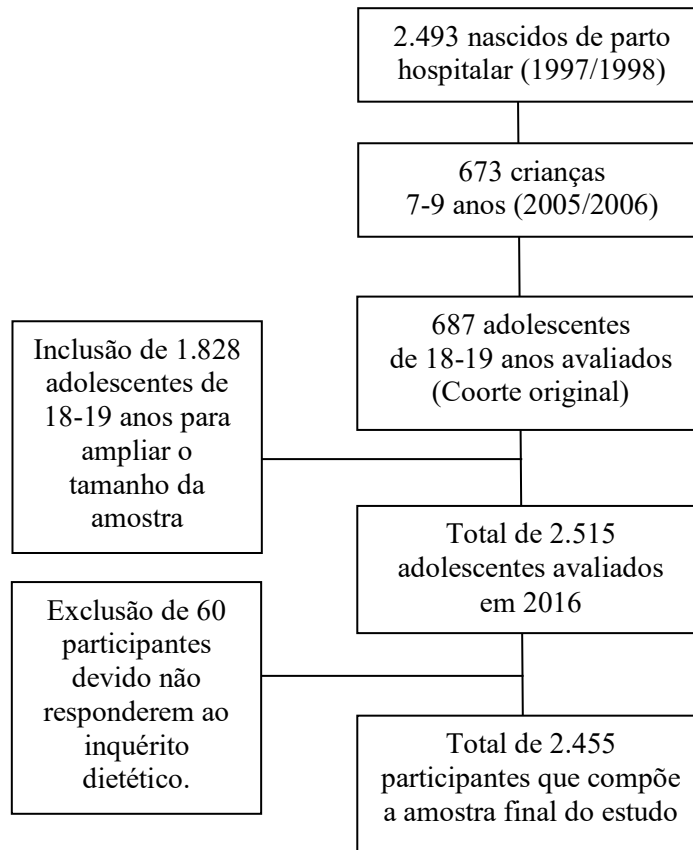 2.493 nascidos de parto
hospitalar (1997/1998)
673 crianças
7-9 anos (2005/2006)
687 adolescentes
de 18-19 anos avaliados
(Coorte original)
Inclusão de 1.828
adolescentes de
18-19 anos para
ampliar o
tamanho da
amostra
Total de 2.515
adolescentes avaliados
em 2016
Exclusão de 60
participantes
devido não
responderem ao
inquérito
dietético.
Total de 2.455
participantes que compõe
a amostra final do estudo